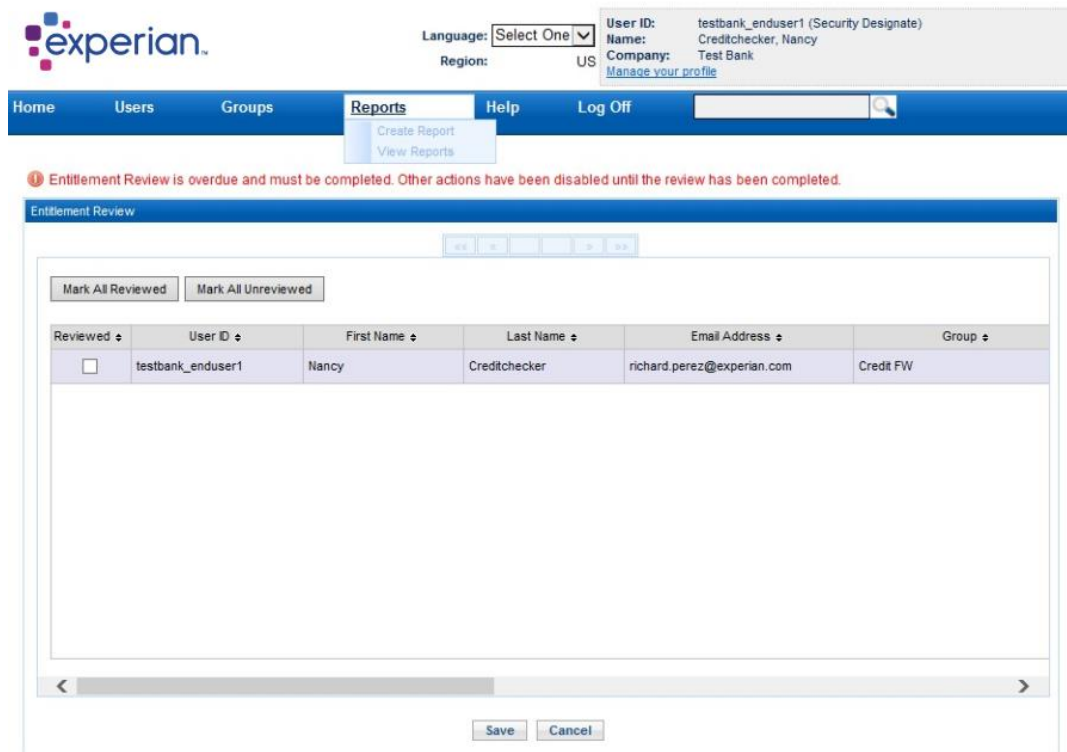 experian™
Language: Select One
Region: US
User ID: testbank_enduser1 (Security Designate)
Name: Creditchecker, Nancy
Company: Test Bank
Manage your profile
Home Users Groups Reports Help Log Off
Create Report
View Reports
Entitlement Review is overdue and must be completed. Other actions have been disabled until the review has been completed.
Entitlement Review
Mark All Reviewed Mark All Unreviewed
Reviewed User ID First Name Last Name Email Address Group
testbank_enduser1 Nancy Creditchecker richard.perez@experian.com Credit FW
Save Cancel